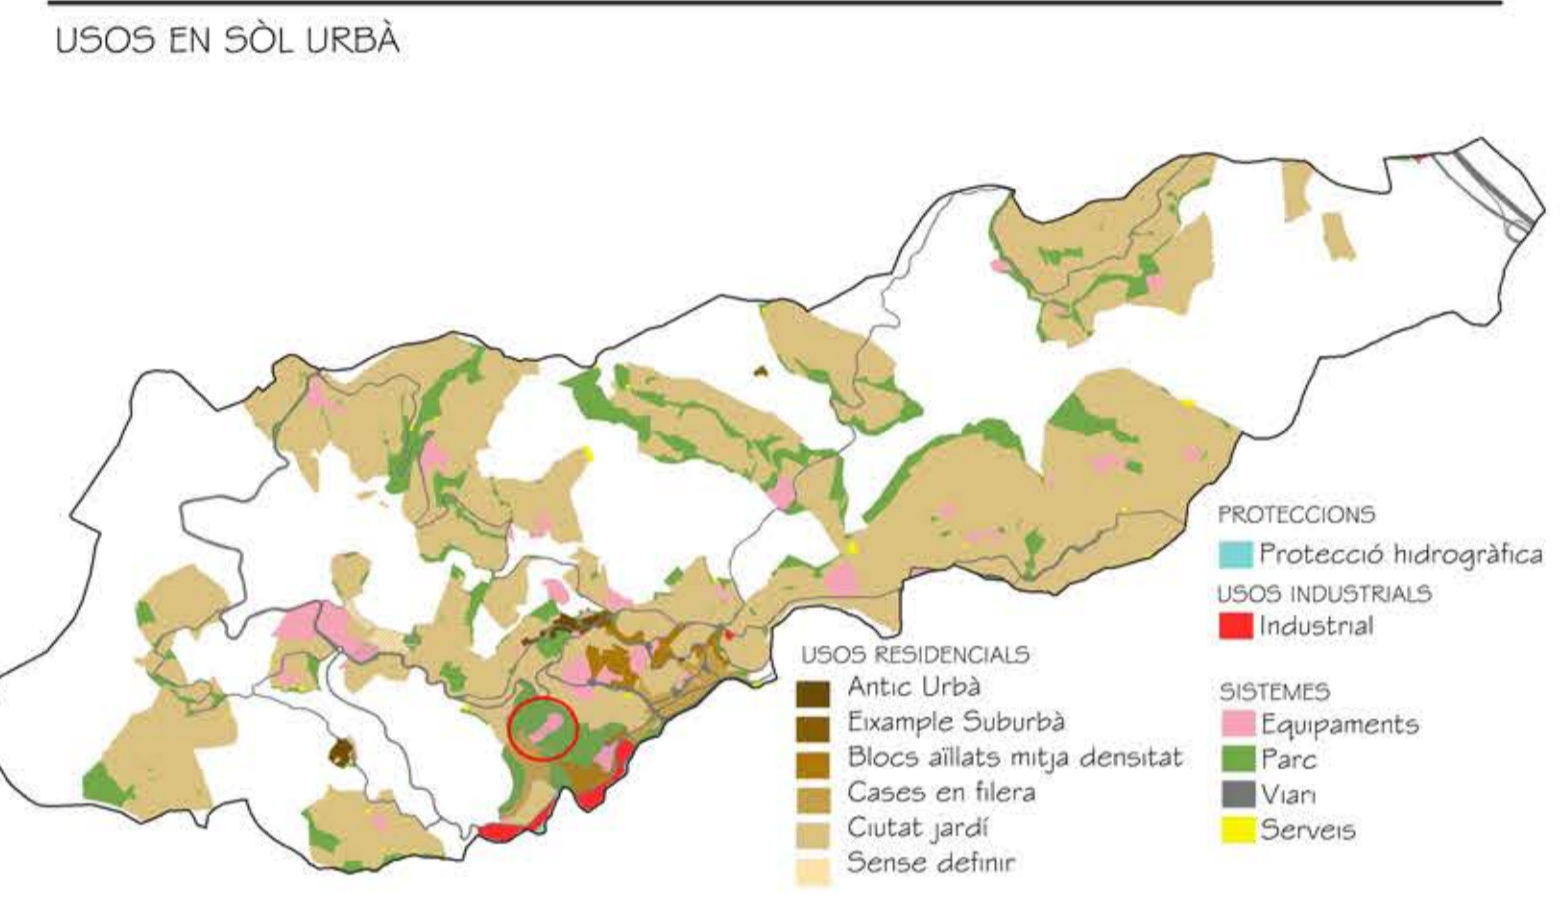 USOS EN SÒL URBÀ
PROTECCIONS
Protecció hidrogràfica
USOS INDUSTRIALS
Industrial
USOS RESIDENCIALS
Antic Urbà
Eixample Suburbà
Blocs aïllats mitja densitat
Cases en filera
Ciutat jardí
Sense definir
SISTEMES
Equipaments
Parc
Viari
Serveis